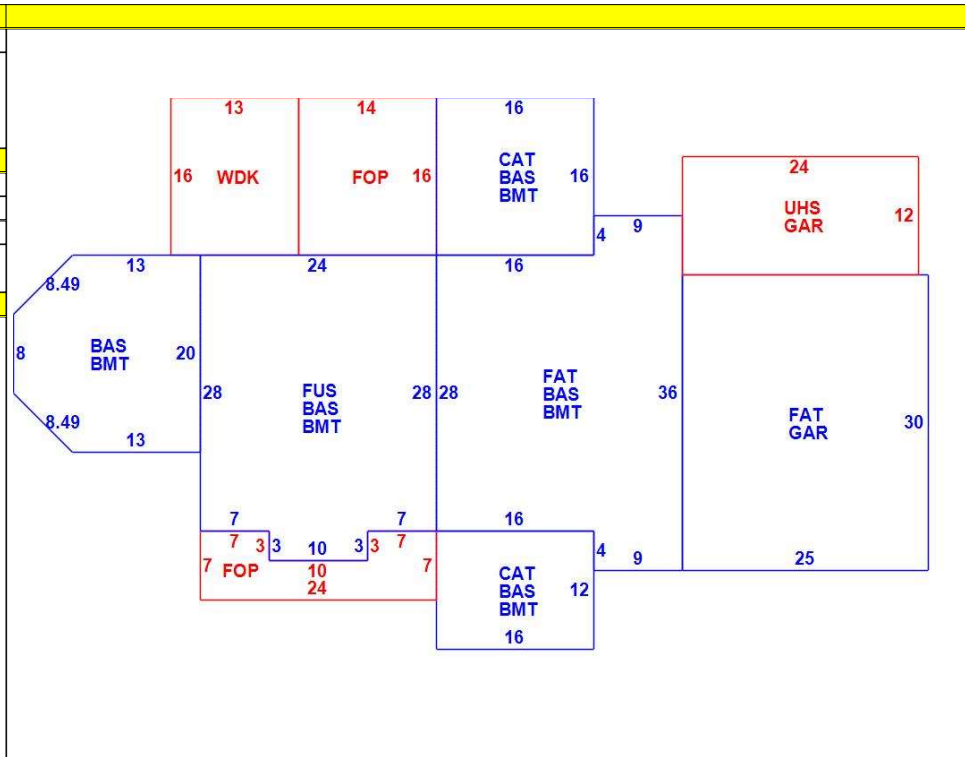 13 14 16
16 WDK FOP 16
CAT
BAS
BMT
16
24
UHS
GAR
12
4 9
13 24 16
8.49
8
BAS
BMT
20
28
FUS
BAS
BMT
28 28
FAT
BAS
BMT
36
FAT
GAR
30
8.49
13
7 7 16
7 3 3 10 3 3 7
7 FOP 10 7
24
4 9 25
CAT
BAS
BMT
12
16